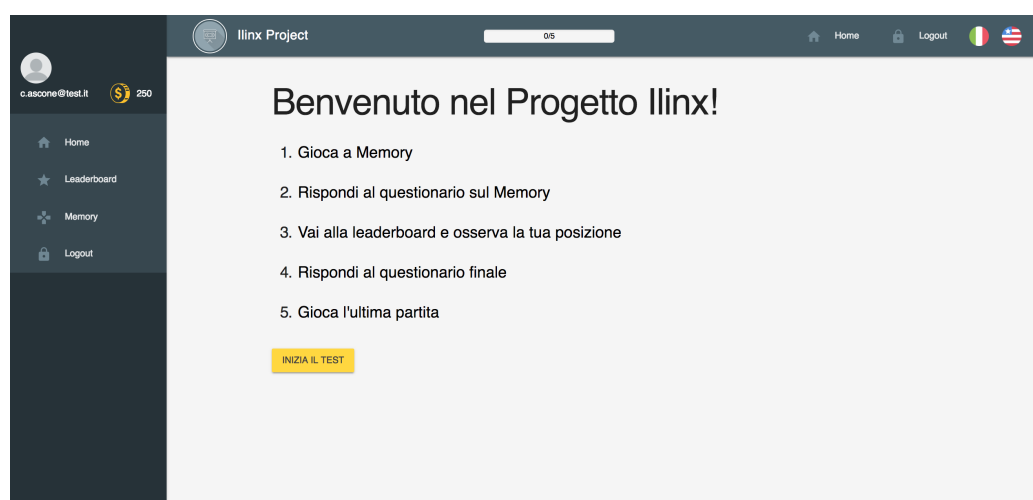 Ilinx Project
0/5
Home
Logout
c.ascone@test.it
250
Home
Leaderboard
Memory
Logout
Benvenuto nel Progetto Ilinx!
1. Gioca a Memory
2. Rispondi al questionario sul Memory
3. Vai alla leaderboard e osserva la tua posizione
4. Rispondi al questionario finale
5. Gioca l'ultima partita
INIZIA IL TEST